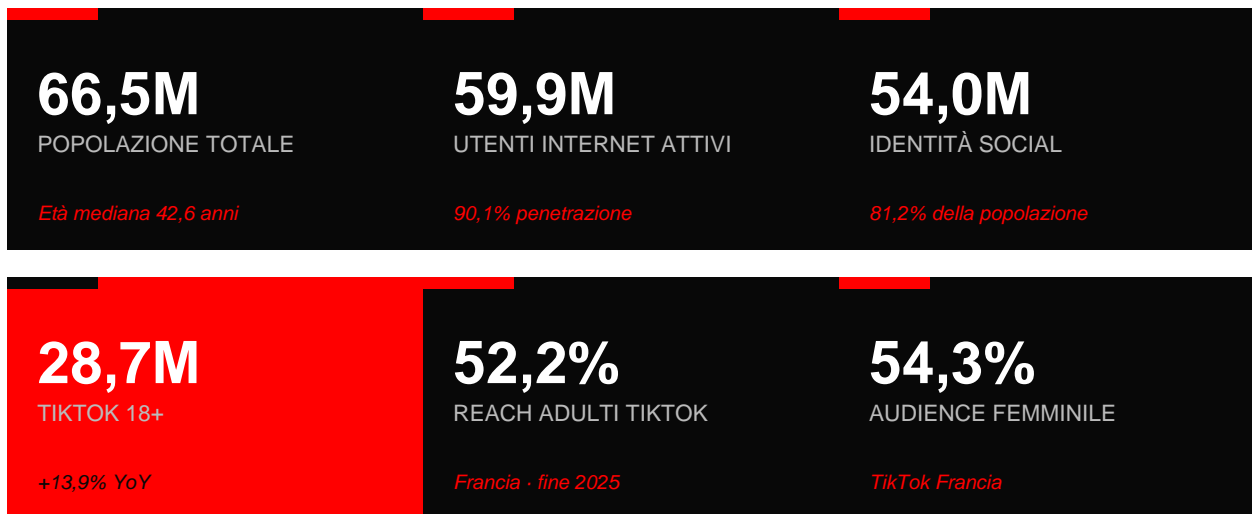 66,5M
POPOLAZIONE TOTALE
Età mediana 42,6 anni
59,9M
UTENTI INTERNET ATTIVI
90,1% penetrazione
54,0M
IDENTITÀ SOCIAL
81,2% della popolazione
28,7M
TIKTOK 18+
+13,9% YoY
52,2%
REACH ADULTI TIKTOK
Francia · fine 2025
54,3%
AUDIENCE FEMMINILE
TikTok Francia